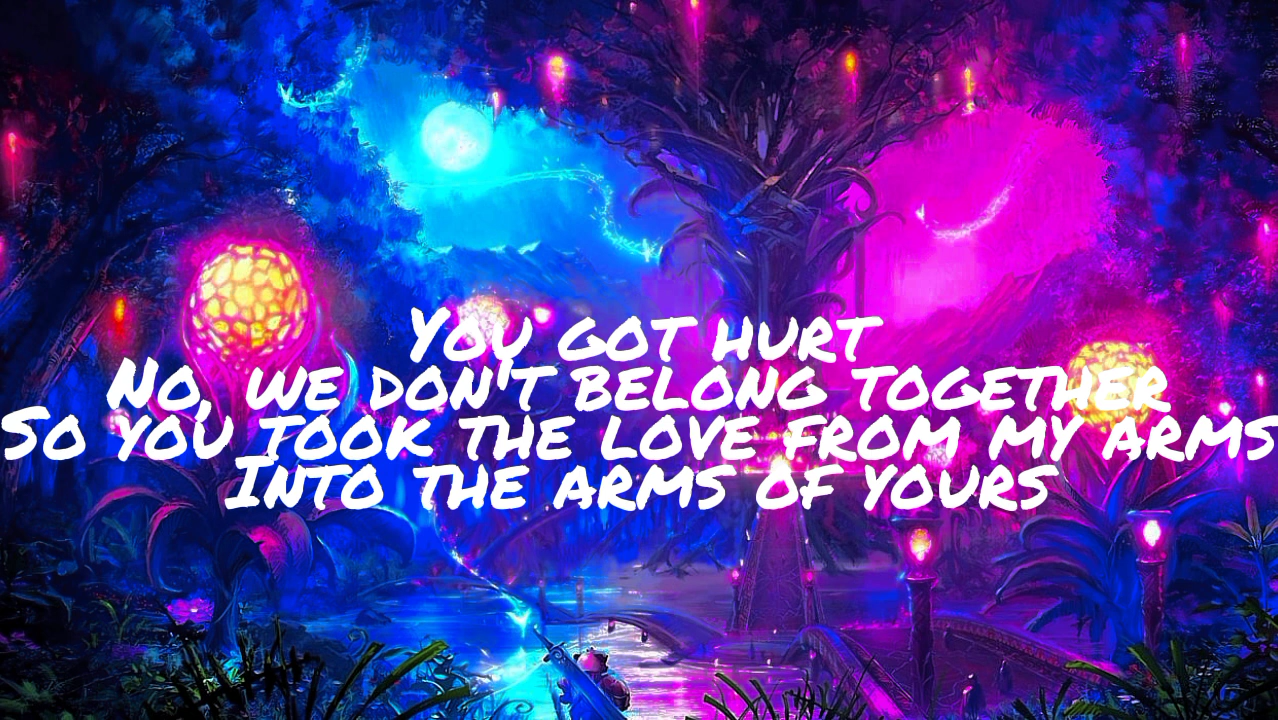 You got hurt
No, we don't belong together
So you took the love from my arms
Into the arms of yours